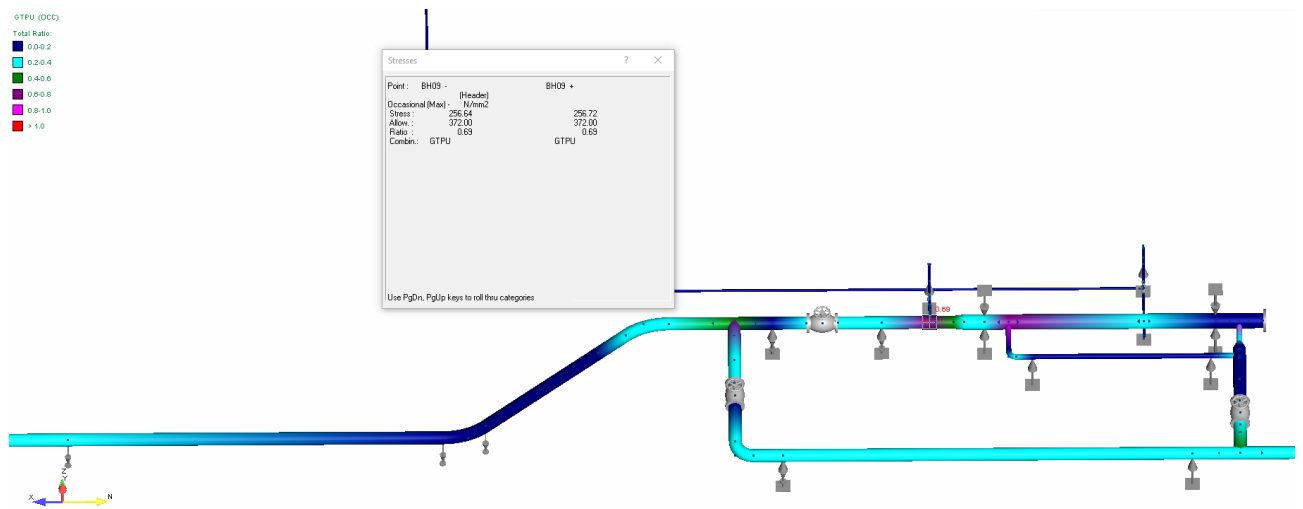 GTPU (OCC)
Total Ratio:
0.0-0.2
0.2-0.4
0.4-0.6
0.6-0.8
0.8-1.0
> 1.0
Stresses ? ×
Point : BH09 - BH09 +
(Header)
Occasional (Max) - N/mm2
Stress : 256.64 256.72
Allow. : 372.00 372.00
Ratio : 0.69 0.69
Combin.: GTPU GTPU
Use PgDn, PgUp keys to roll thru categories
0.69
Z
Y
X N